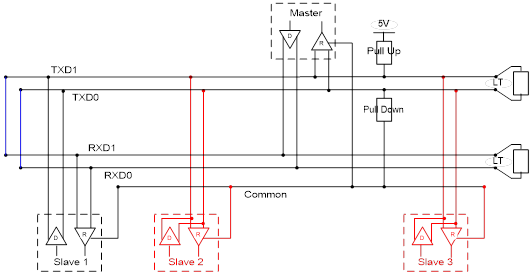 Master
D
R
5V
Pull Up
TXD1
LT
TXD0
Pull Down
RXD1
LT
RXD0
Common
D
R
D
R
D
R
Slave 1
Slave 2
Slave 3